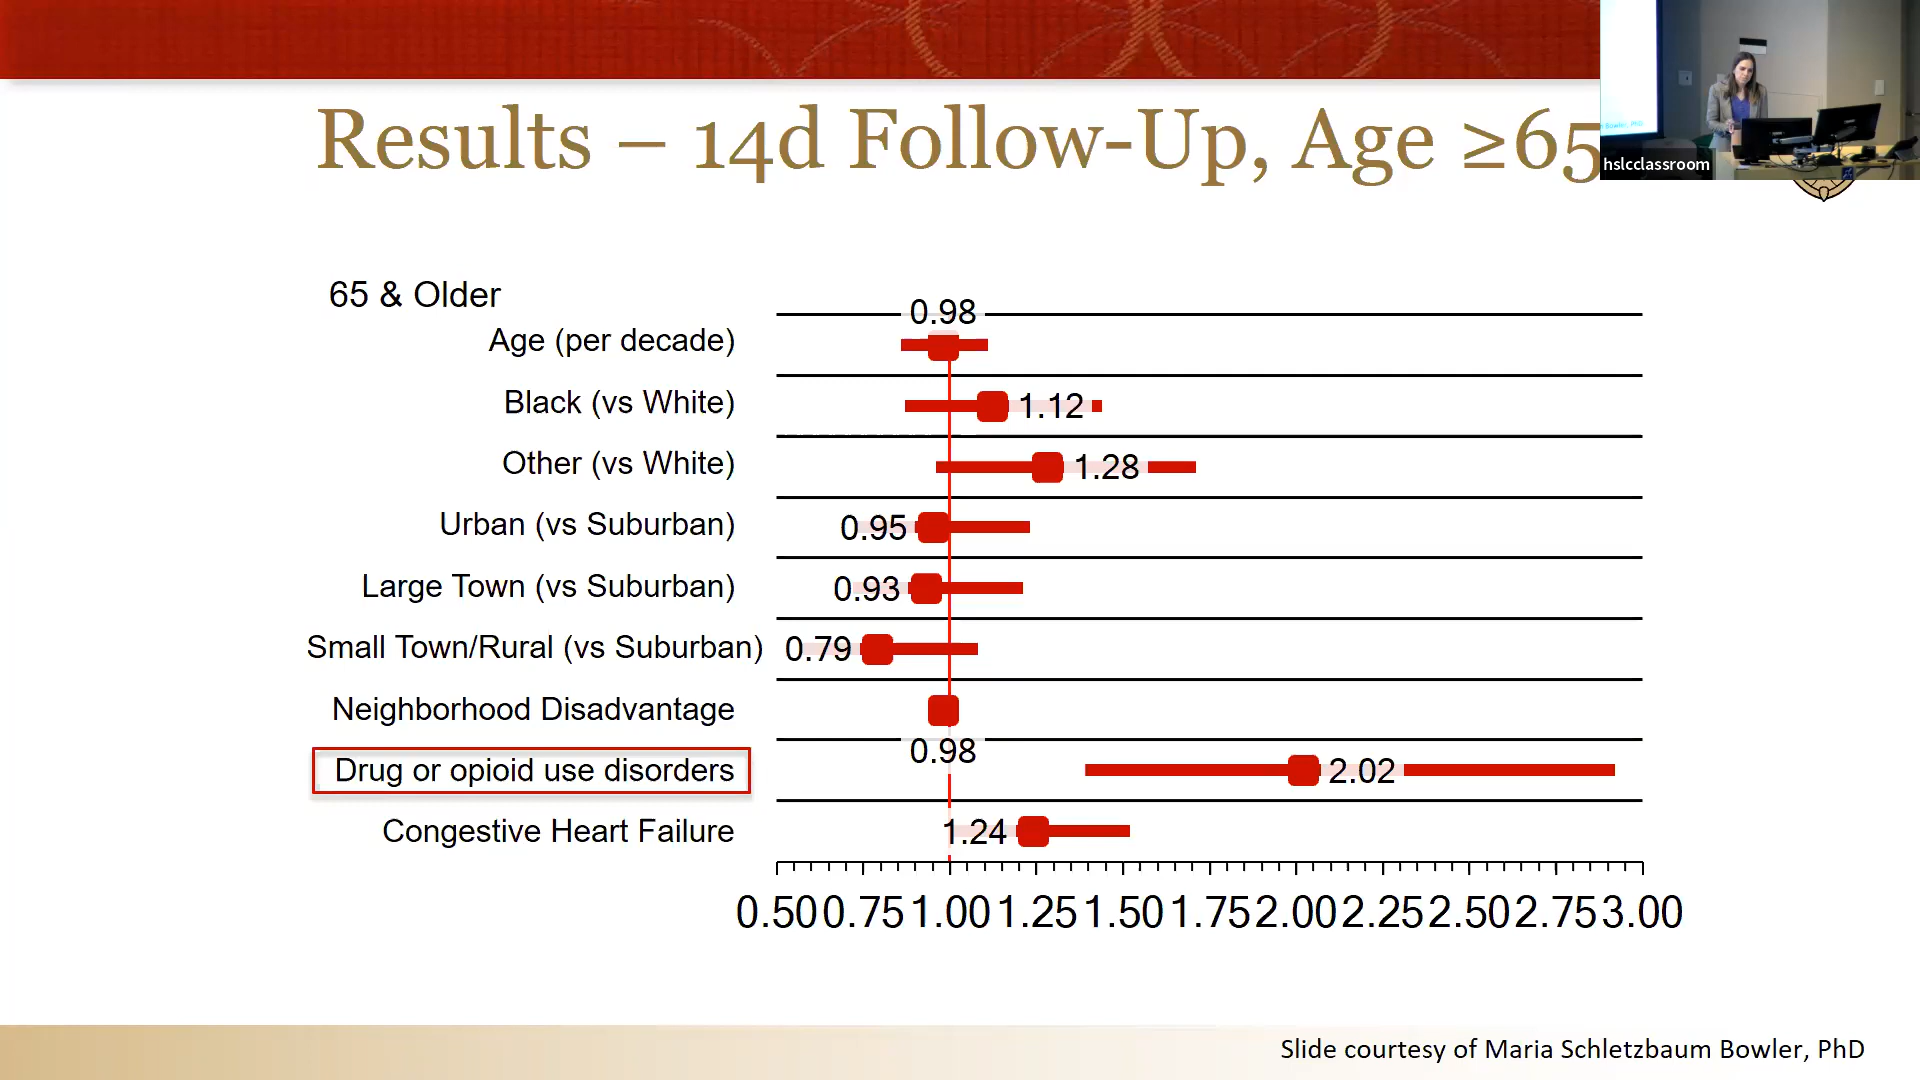 Results – 14d Follow-Up, Age ≥65
hslcclassroom
65 & Older
0.98
Age (per decade)
Black (vs White)
1.12
Other (vs White)
1.28
Urban (vs Suburban)
0.95
Large Town (vs Suburban)
0.93
Small Town/Rural (vs Suburban)
0.79
Neighborhood Disadvantage
0.98
Drug or opioid use disorders
2.02
Congestive Heart Failure
1.24
0.50 0.75 1.00 1.25 1.50 1.75 2.00 2.25 2.50 2.75 3.00
Slide courtesy of Maria Schletzbaum Bowler, PhD